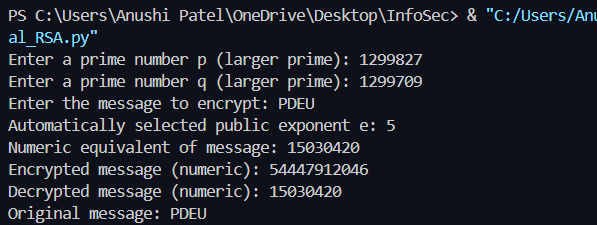 PS C:\Users\Anushi Patel\OneDrive\Desktop\InfoSec> & "C:/Users/Anu
al_RSA.py"
Enter a prime number p (larger prime): 1299827
Enter a prime number q (larger prime): 1299709
Enter the message to encrypt: PDEU
Automatically selected public exponent e: 5
Numeric equivalent of message: 15030420
Encrypted message (numeric): 54447912046
Decrypted message (numeric): 15030420
Original message: PDEU